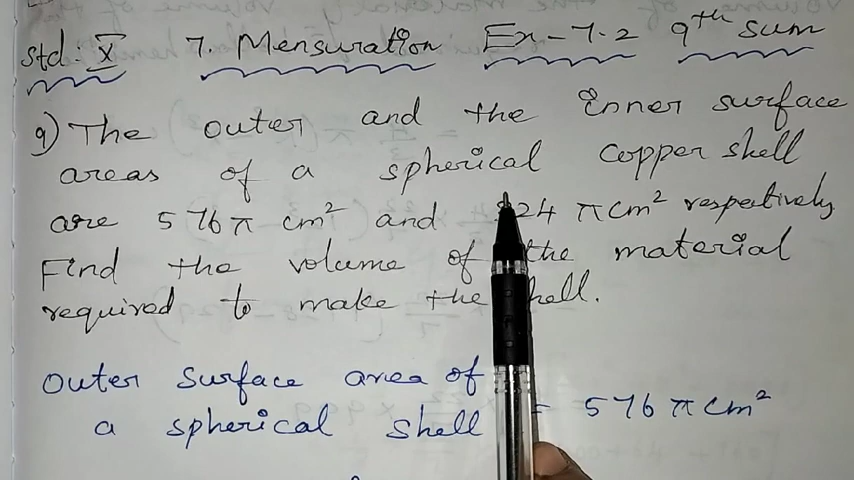 Std: X 7. Mensuration Ex-7.2 9th sum
9) The outer and the Inner surface
areas of a spherical copper shell
are 576π cm² and 24 π cm² respectively
Find the volume of the material
required to make the shell.
Outer surface area of
a spherical shell = 576 π cm²